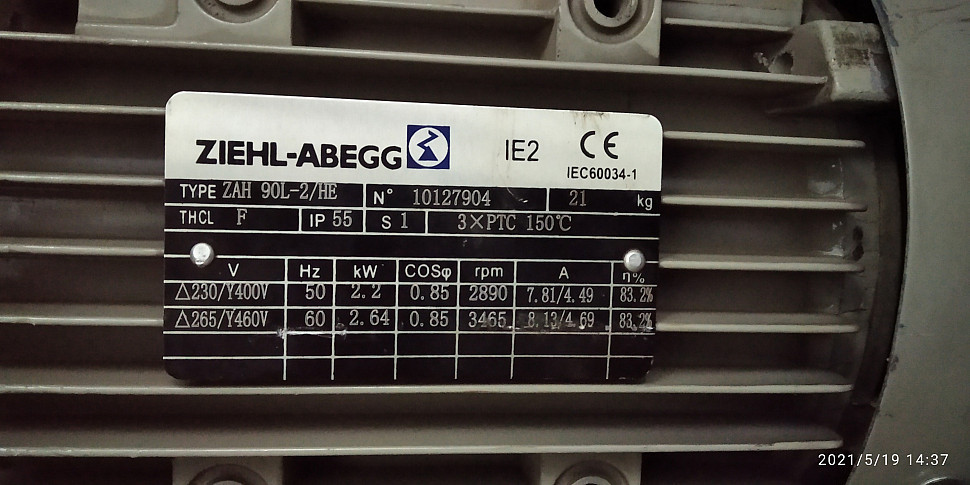 ZIEHL-ABEGG IE2 CE
IEC60034-1
TYPE ZAH 90L-2/HE N° 10127904 21 kg
THCL F IP 55 S 1 3×PTC 150℃
V Hz kW COSφ rpm A η%
△230/Y400V 50 2.2 0.85 2890 7.81/4.49 83.2%
△265/Y460V 60 2.64 0.85 3465 8.13/4.69 83.2%
2021/5/19 14:37